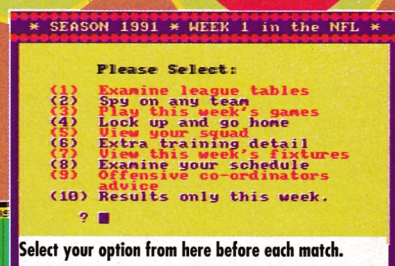 * SEASON 1991 * WEEK 1 in the NFL *
Please Select:
(1) Examine league tables
(2) Spy on any team
(3) Play this week's games
(4) Lock up and go home
(5) View your squad
(6) Extra training detail
(7) View this week's fixtures
(8) Examine your schedule
(9) Offensive co-ordinators
advice
(10) Results only this week.
?
Select your option from here before each match.